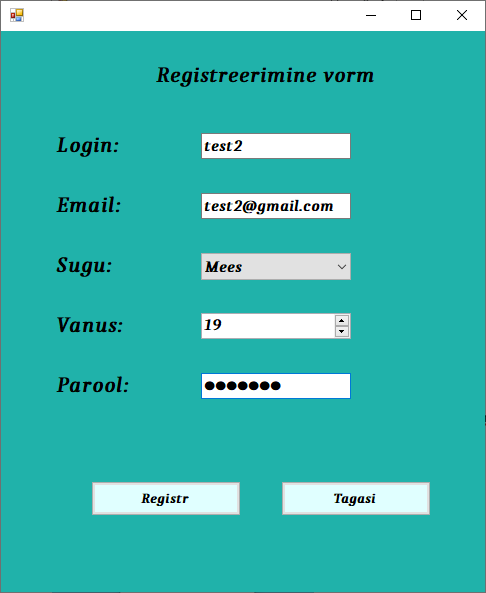 Registreerimine vorm
Login: test2
Email: test2@gmail.com
Sugu: Mees
Vanus: 19
Parool: ●●●●●●●
Registr Tagasi